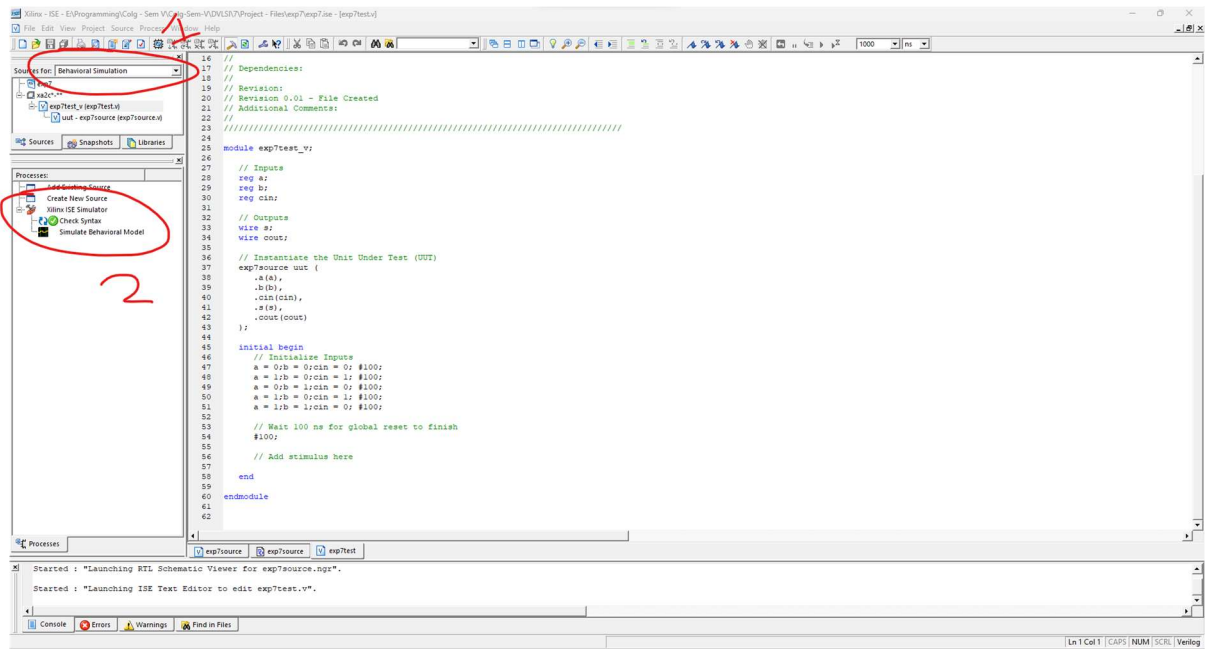 Xilinx - ISE - E:\Programming\Colg - Sem V\Colg-Sem-V\DVLSI\7\Project - Files\exp7\exp7.ise - [exp7test.v]
File Edit View Project Source Process Window Help
1000 ns
Sources for: Behavioral Simulation
exp7
xa2c*-**
exp7test_v (exp7test.v)
uut - exp7source (exp7source.v)
Sources Snapshots Libraries
Processes:
Add Existing Source
Create New Source
Xilinx ISE Simulator
Check Syntax
Simulate Behavioral Model
2
Processes
16 //
17 // Dependencies:
18 //
19 // Revision:
20 // Revision 0.01 - File Created
21 // Additional Comments:
22 //
23 ////////////////////////////////////////////////////////////////////////////////
24
25 module exp7test_v;
26
27 // Inputs
28 reg a;
29 reg b;
30 reg cin;
31
32 // Outputs
33 wire s;
34 wire cout;
35
36 // Instantiate the Unit Under Test (UUT)
37 exp7source uut (
38 .a(a),
39 .b(b),
40 .cin(cin),
41 .s(s),
42 .cout(cout)
43 );
44
45 initial begin
46 // Initialize Inputs
47 a = 0;b = 0;cin = 0; #100;
48 a = 1;b = 0;cin = 1; #100;
49 a = 0;b = 1;cin = 0; #100;
50 a = 1;b = 0;cin = 1; #100;
51 a = 1;b = 1;cin = 0; #100;
52
53 // Wait 100 ns for global reset to finish
54 #100;
55
56 // Add stimulus here
57
58 end
59
60 endmodule
61
62
exp7source exp7source exp7test
Started : "Launching RTL Schematic Viewer for exp7source.ngr".
Started : "Launching ISE Text Editor to edit exp7test.v".
Console Errors Warnings Find in Files
Ln 1 Col 1 CAPS NUM SCRL Verilog